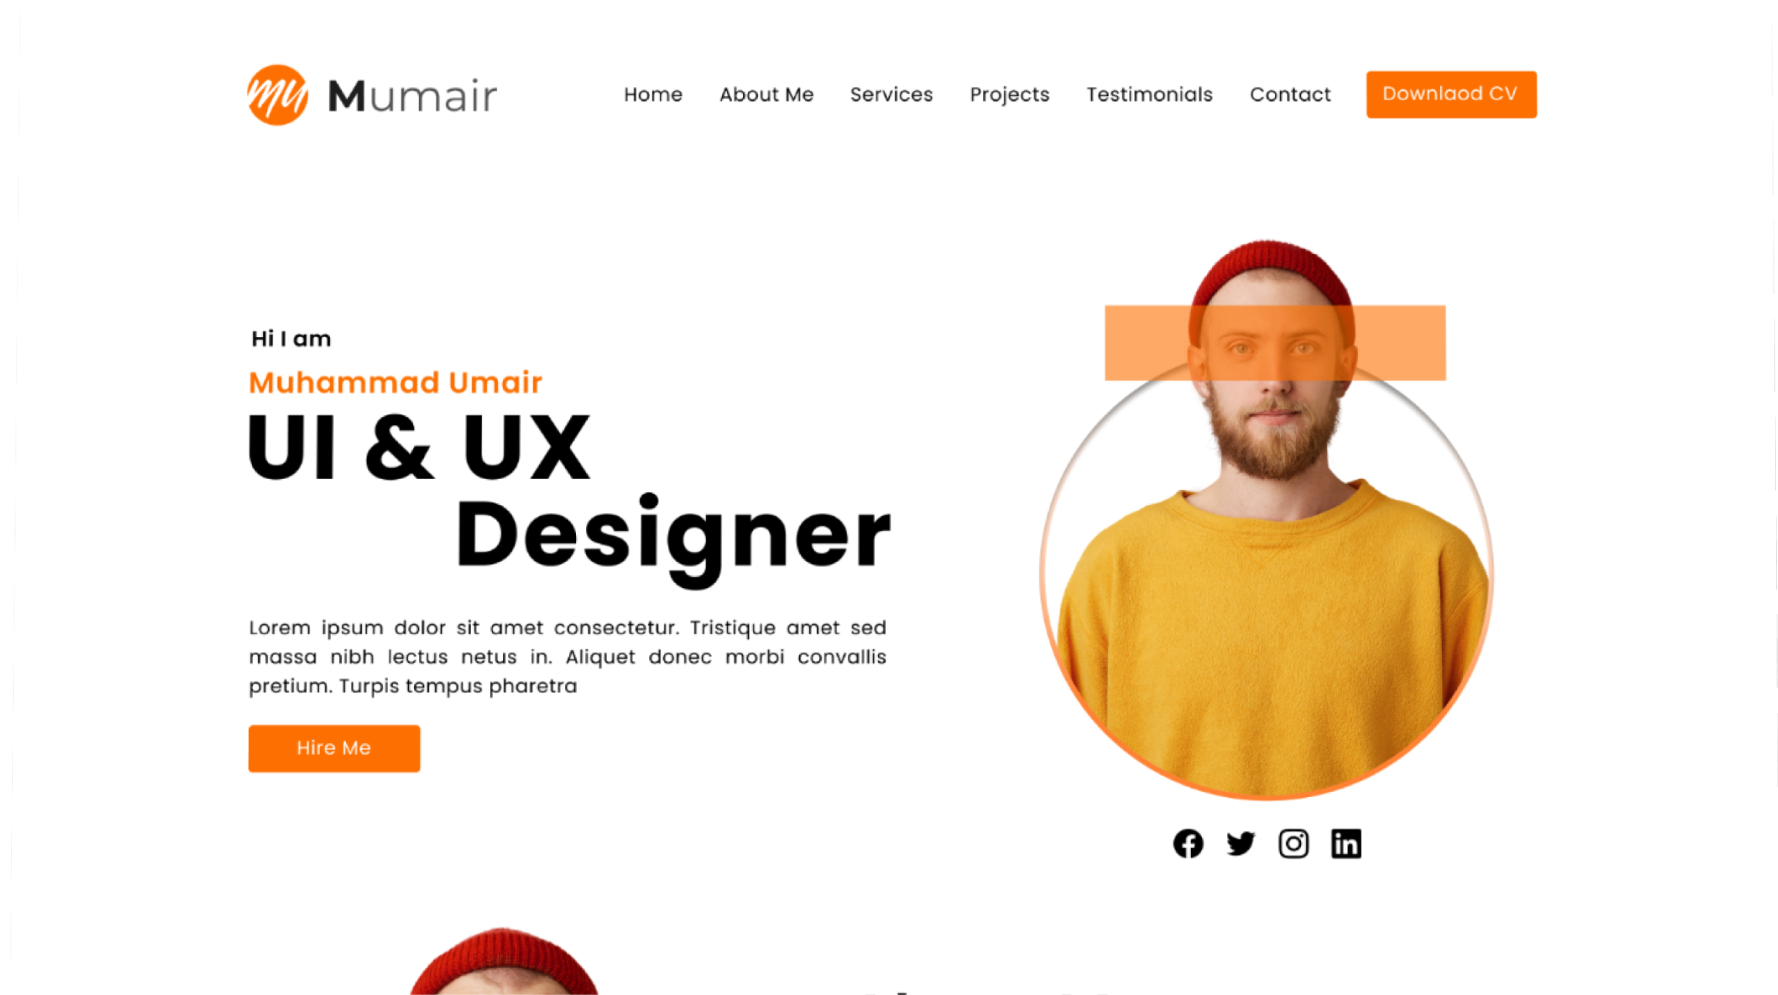 my Mumair
Home About Me Services Projects Testimonials Contact Downlaod CV
Hi I am
Muhammad Umair
UI & UX
Designer
Lorem ipsum dolor sit amet consectetur. Tristique amet sed
massa nibh lectus netus in. Aliquet donec morbi convallis
pretium. Turpis tempus pharetra
Hire Me